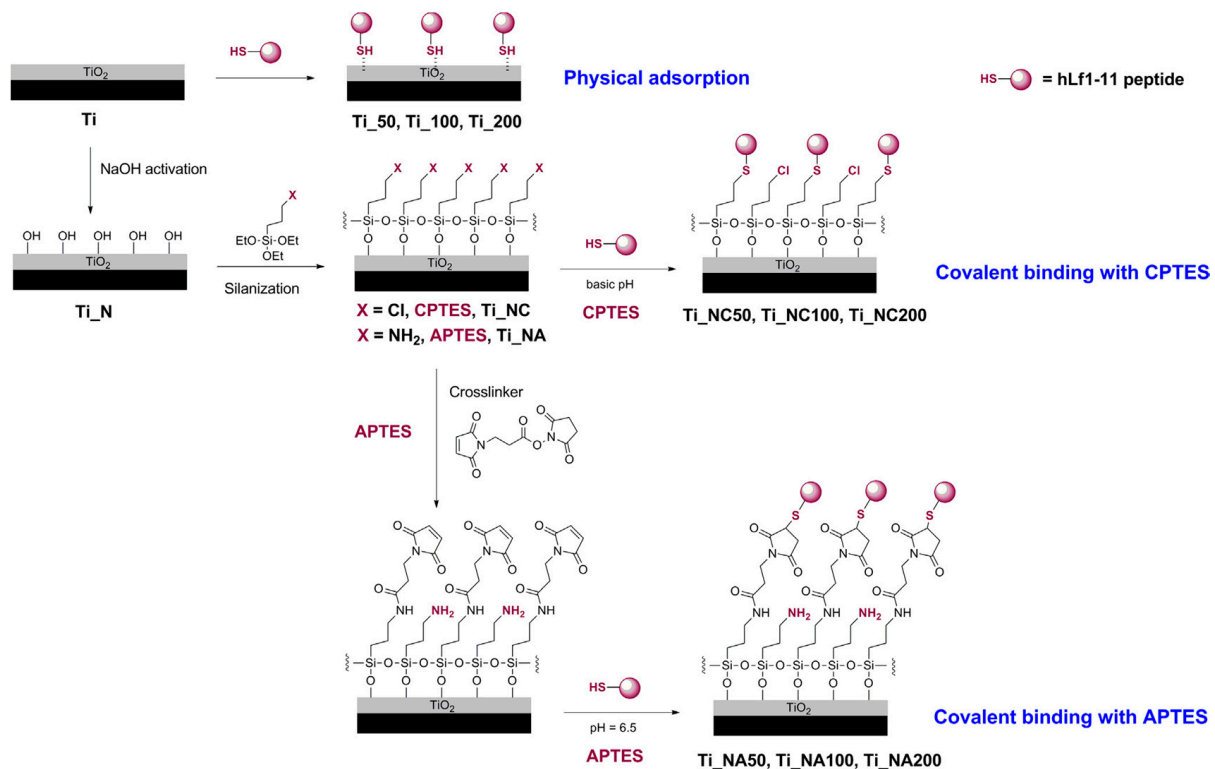 HS
SH SH SH
TiO2
TiO2
Physical adsorption
HS = hLf1-11 peptide
Ti
Ti_50, Ti_100, Ti_200
NaOH activation
X
EtO Si OEt
OEt
Silanization
OH OH OH OH OH
TiO2
Ti_N
X X X X X
Si O Si O Si O Si O Si
O O O O O
TiO2
X = Cl, CPTES, Ti_NC
X = NH2, APTES, Ti_NA
HS
basic pH
CPTES
S Cl S Cl S
Si O Si O Si O Si O Si
O O O O O
TiO2
Ti_NC50, Ti_NC100, Ti_NC200
Covalent binding with CPTES
APTES
Crosslinker
O N O O O N O O
O N O O N O O N O
O NH NH2 O NH NH2 O NH
Si O Si O Si O Si O Si
O O O O O
TiO2
HS
pH = 6.5
APTES
S S S
O N O O N O O N O
O NH NH2 O NH NH2 O NH
Si O Si O Si O Si O Si
O O O O O
TiO2
Ti_NA50, Ti_NA100, Ti_NA200
Covalent binding with APTES